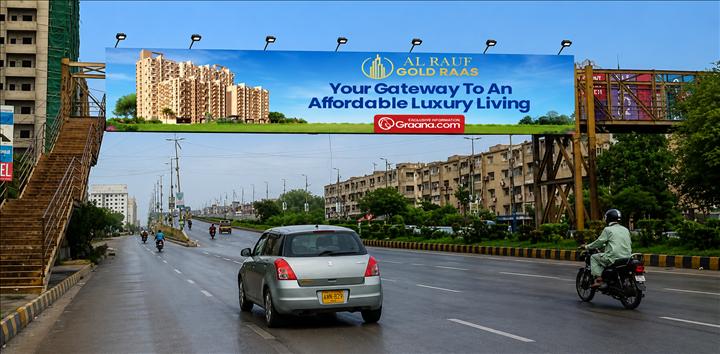 AL RAUF
GOLD RAAS
Your Gateway To An
Affordable Luxury Living
EXCLUSIVE INFORMATION
Graana.com